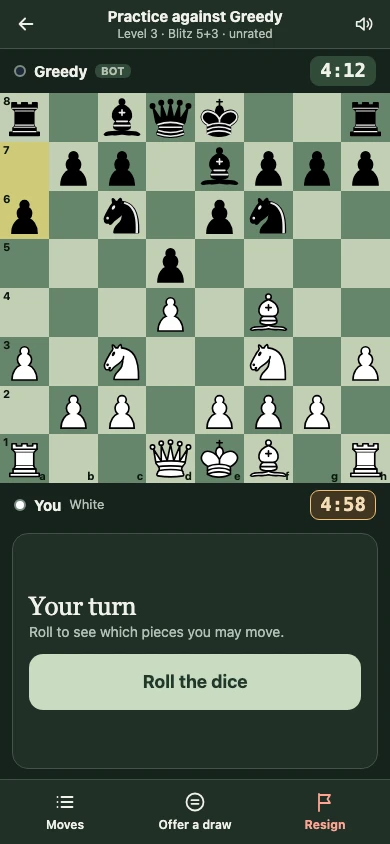 Practice against Greedy
Level 3 · Blitz 5+3 · unrated
Greedy BOT 4:12
8
7
6
5
4
3
2
1
a b c d e f g h
You White 4:58
Your turn
Roll to see which pieces you may move.
Roll the dice
Moves Offer a draw Resign